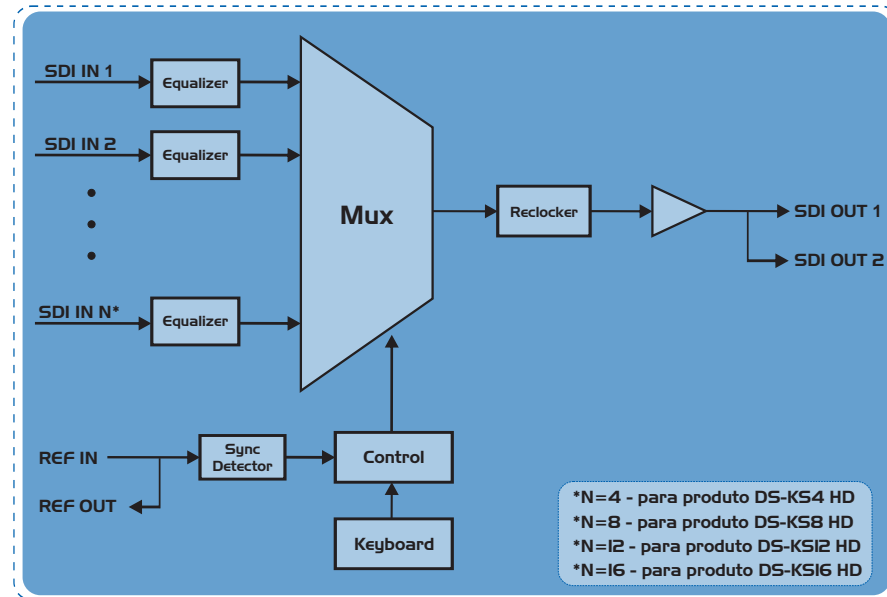 SDI IN 1
Equalizer
SDI IN 2
Equalizer
Mux
Reclocker
SDI OUT 1
SDI OUT 2
SDI IN N*
Equalizer
REF IN
Sync
Detector
Control
REF OUT
Keyboard
*N=4 - para produto DS-KS4 HD
*N=8 - para produto DS-KS8 HD
*N=12 - para produto DS-KS12 HD
*N=16 - para produto DS-KS16 HD